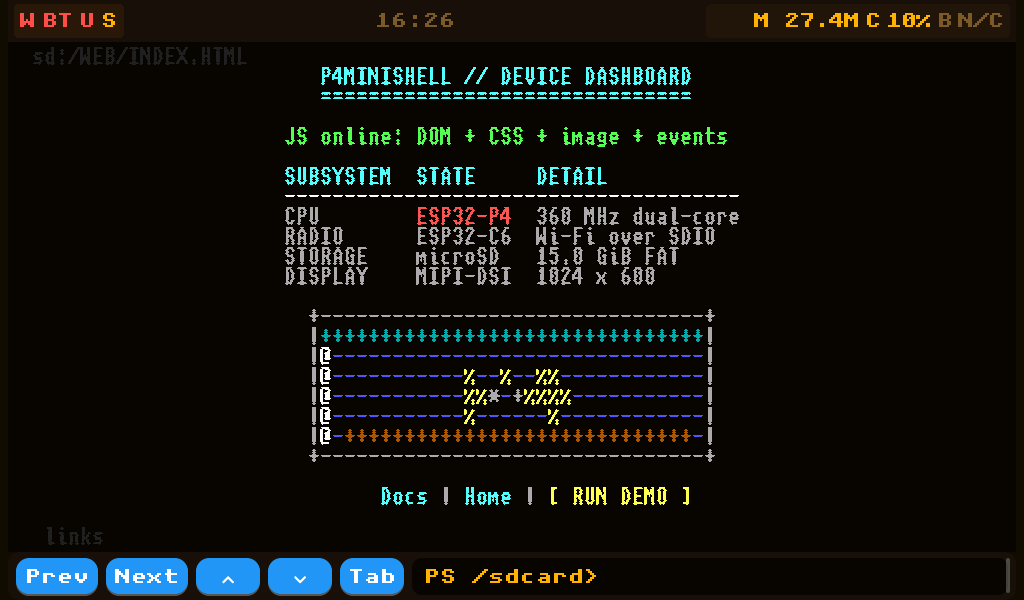 W BT U S 16:26 M 27.4M C 10% B N/C
sd:/WEB/INDEX.HTML
P4MINISHELL // DEVICE DASHBOARD
===============================
JS online: DOM + CSS + image + events
SUBSYSTEM STATE DETAIL
--------------------------------------
CPU ESP32-P4 360 MHz dual-core
RADIO ESP32-C6 Wi-Fi over SDIO
STORAGE microSD 15.0 GiB FAT
DISPLAY MIPI-DSI 1024 x 600
+--------------------------------+
|++++++++++++++++++++++++++++++++|
|@-------------------------------|
|@-----------%--%--%%------------|
|@-----------%%*-+%%%%-----------|
|@-----------%------%------------|
|@-+++++++++++++++++++++++++++++-|
+--------------------------------+
Docs | Home | [ RUN DEMO ]
links
Prev Next ^ ⌄ Tab PS /sdcard>